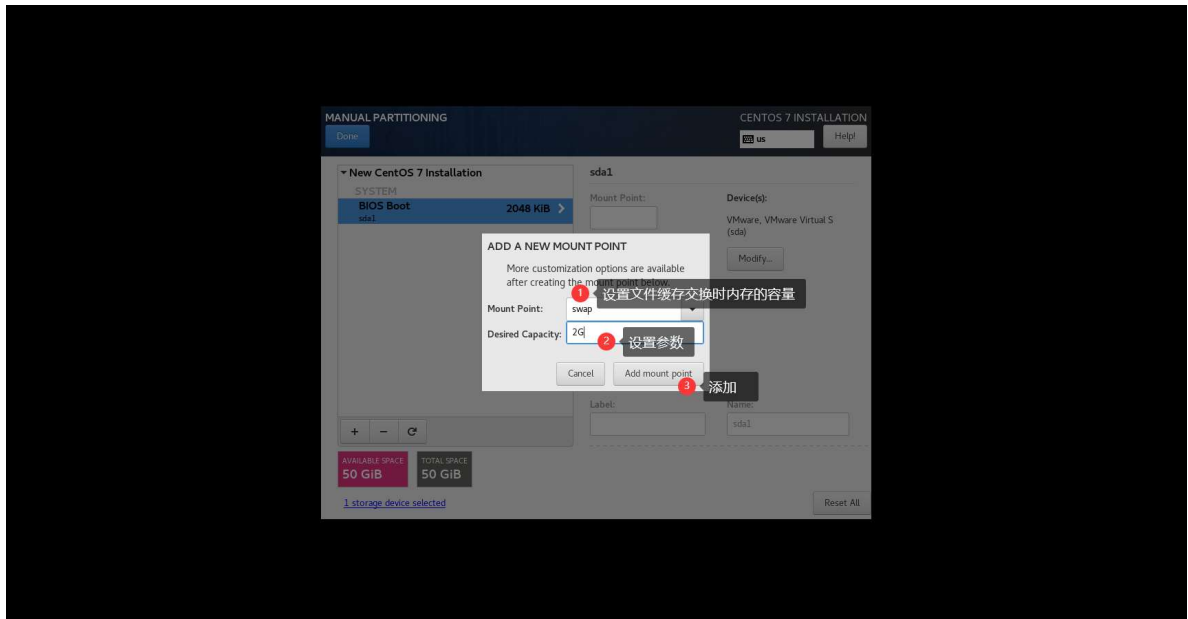 MANUAL PARTITIONING
CENTOS 7 INSTALLATION
Done
us
Help!
New CentOS 7 Installation
SYSTEM
BIOS Boot
2048 KiB
sda1
sda1
Mount Point:
Device(s):
VMware, VMware Virtual S
(sda)
Modify...
ADD A NEW MOUNT POINT
More customization options are available
after creating the mount point below.
1 设置文件缓存交换时内存的容量
Mount Point: swap
Desired Capacity: 2G
2 设置参数
Cancel
Add mount point
3 添加
Label:
Name:
sda1
+ -
AVAILABLE SPACE
50 GiB
TOTAL SPACE
50 GiB
1 storage device selected
Reset All